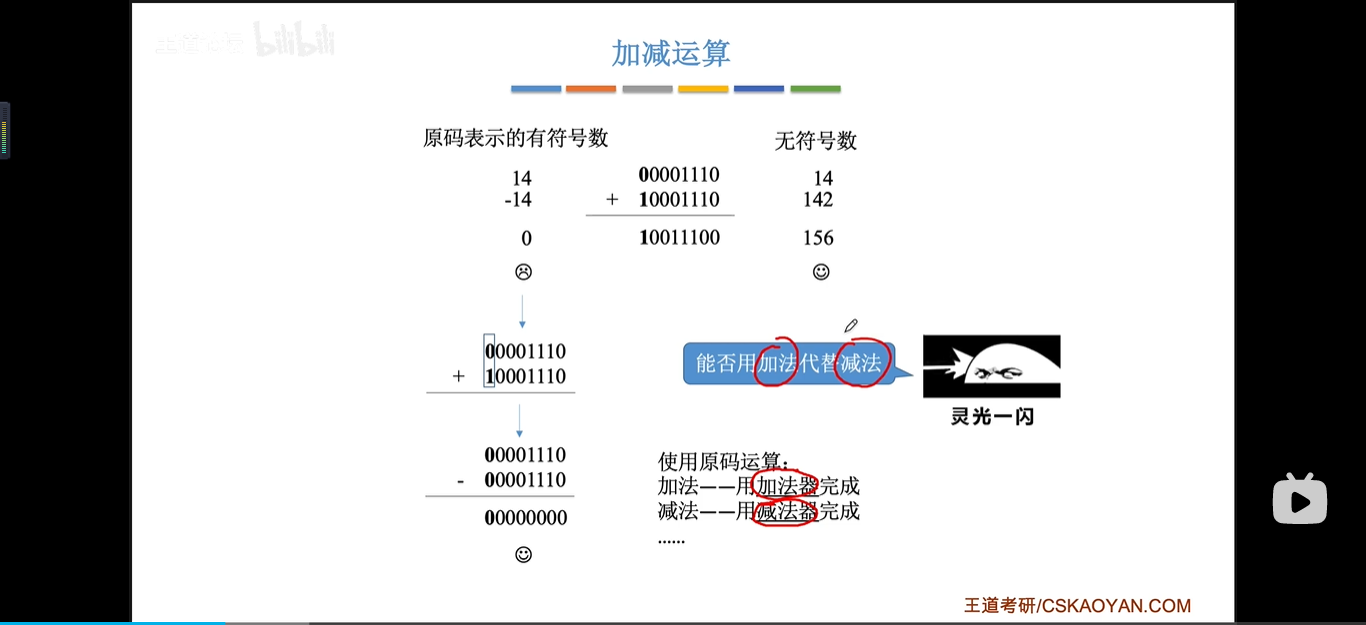 王道论坛 bilibili
加减运算
原码表示的有符号数
无符号数
14 00001110 14
-14 + 10001110 142
0 10011100 156
00001110
+ 10001110
能否用加法代替减法
灵光一闪
00001110
- 00001110
00000000
使用原码运算：
加法——用加法器完成
减法——用减法器完成
......
王道考研/CSKAOYAN.COM